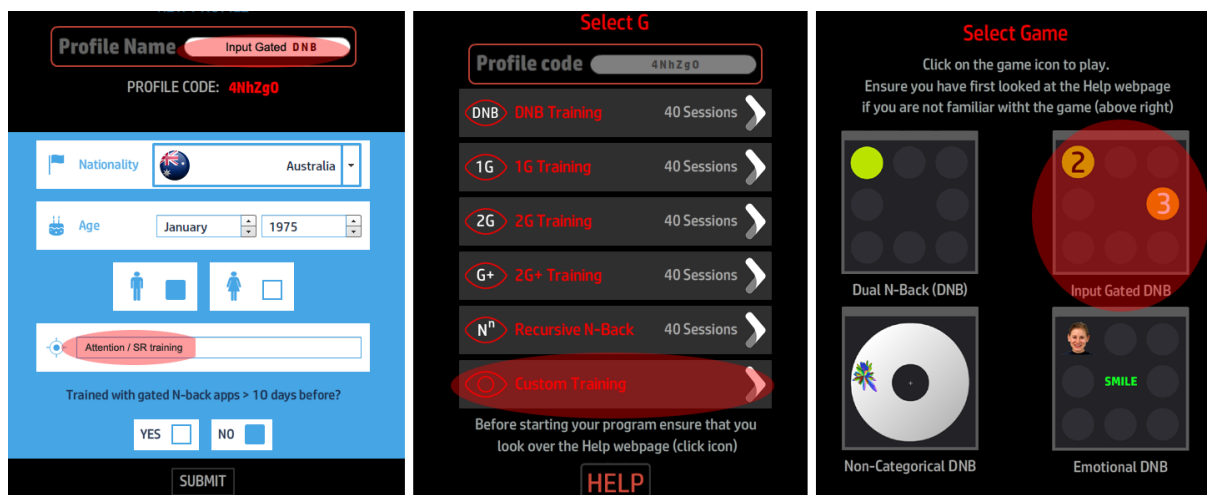 Profile Name Input Gated DNB
PROFILE CODE: 4NhZgO
Nationality Australia
Age January 1975
Attention / SR training
Trained with gated N-back apps > 10 days before?
YES NO
SUBMIT
Select G
Profile code 4NhZgO
DNB DNB Training 40 Sessions
1G 1G Training 40 Sessions
2G 2G Training 40 Sessions
G+ 2G+ Training 40 Sessions
Nⁿ Recursive N-Back 40 Sessions
Custom Training
Before starting your program ensure that you
look over the Help webpage (click icon)
HELP
Select Game
Click on the game icon to play.
Ensure you have first looked at the Help webpage
if you are not familiar witht the game (above right)
2
3
Dual N-Back (DNB) Input Gated DNB
SMILE
Non-Categorical DNB Emotional DNB